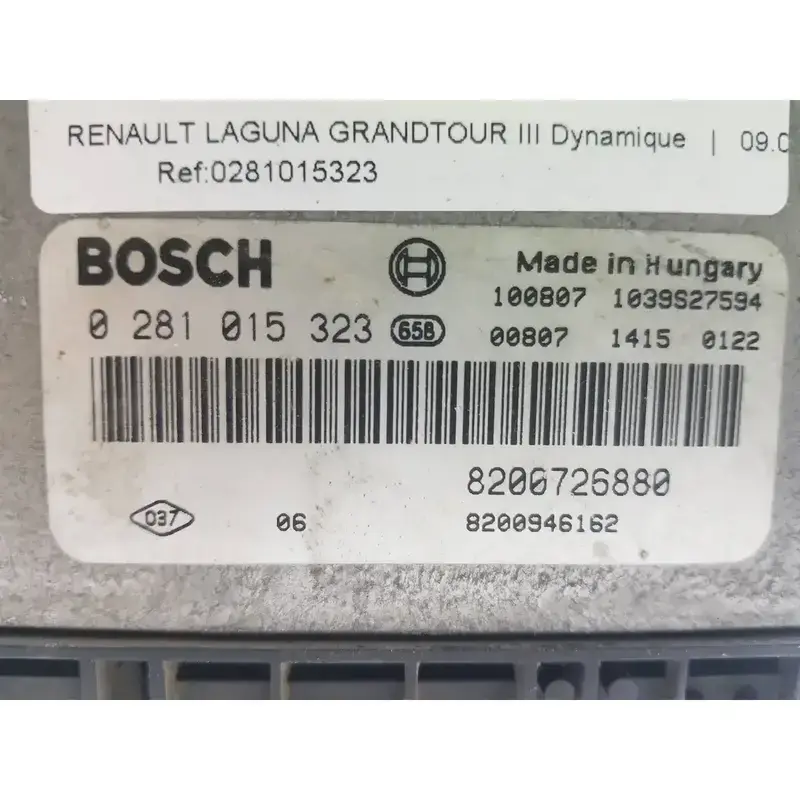 RENAULT LAGUNA GRANDTOUR III Dynamique | 09.0
Ref:0281015323
BOSCH
Made in Hungary
100807 1039S27594
0 281 015 323 658
00807 1415 0122
8200726880
037 06 8200946162